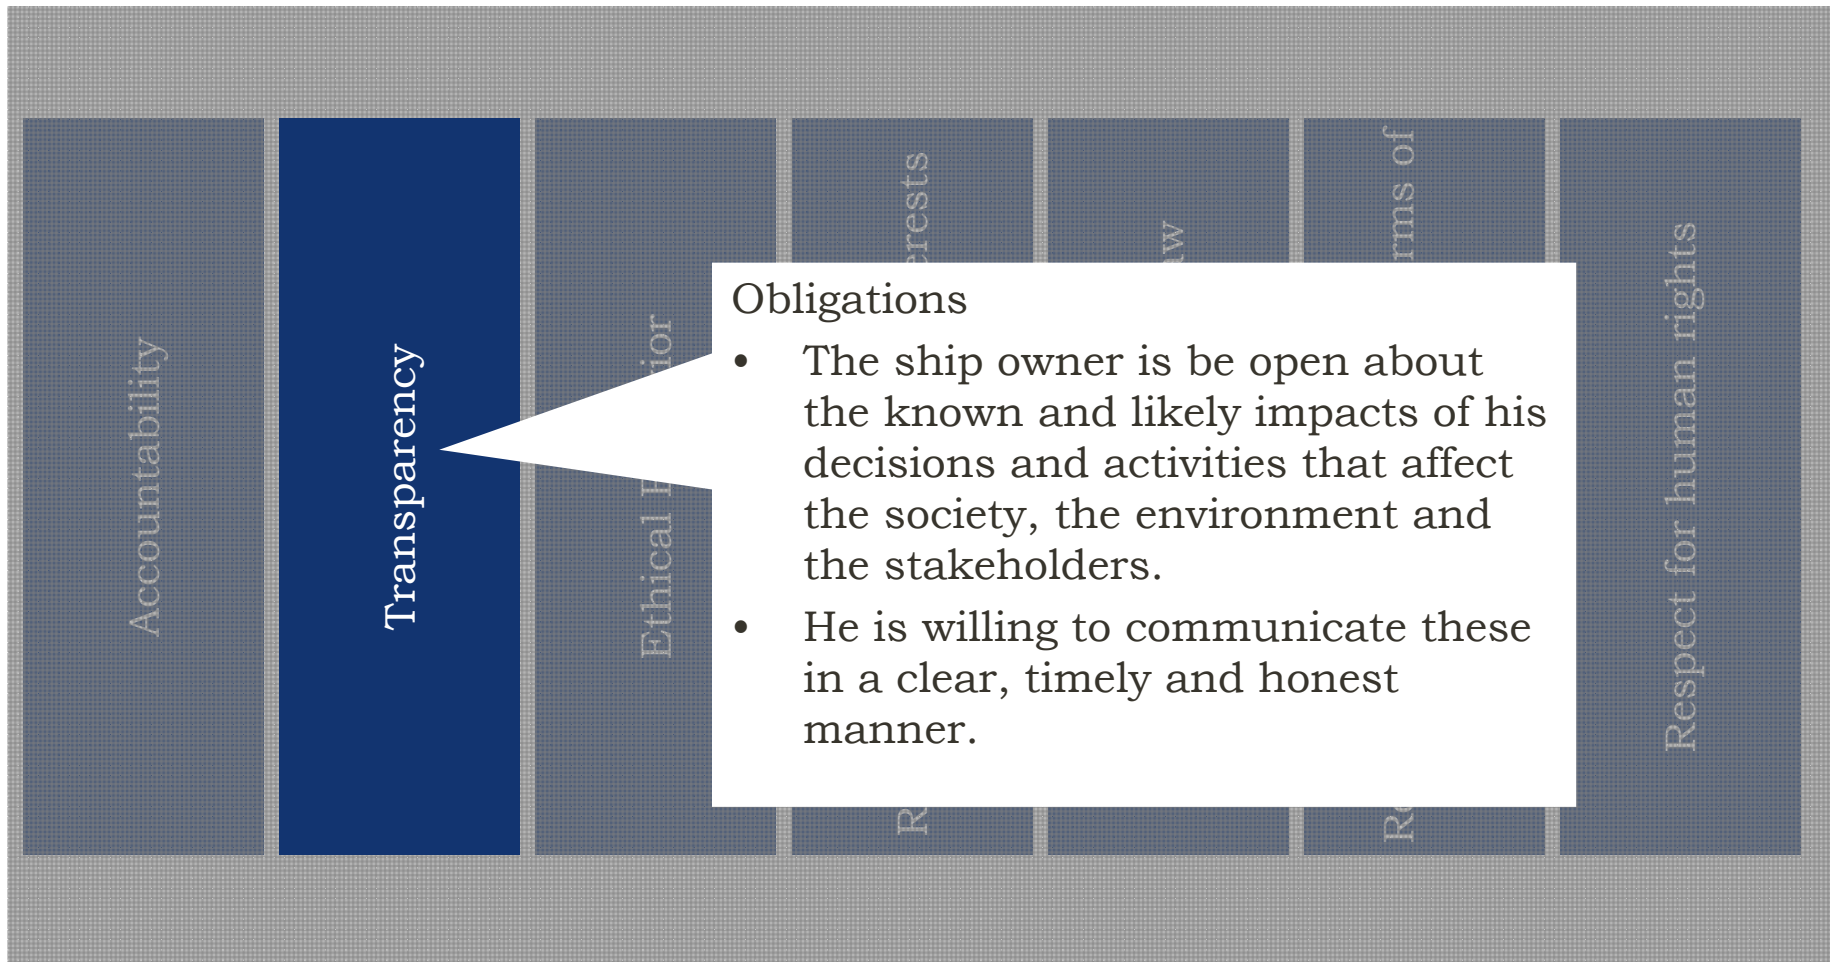 Accountability
Transparency
Ethical
Respect for human rights
Obligations
• The ship owner is be open about
the known and likely impacts of his
decisions and activities that affect
the society, the environment and
the stakeholders.
• He is willing to communicate these
in a clear, timely and honest
manner.
of